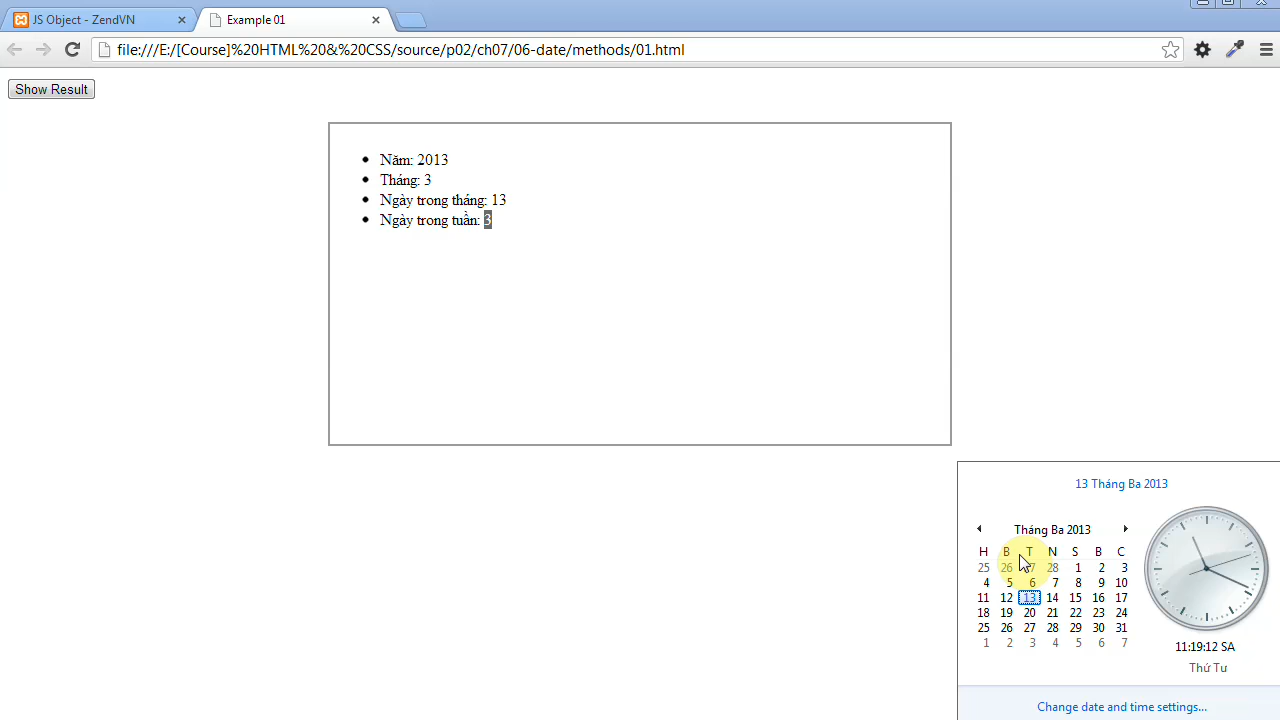 JS Object - ZendVN
Example 01
file:///E:/[Course]%20HTML%20&%20CSS/source/p02/ch07/06-date/methods/01.html
Show Result
Năm: 2013
Tháng: 3
Ngày trong tháng: 13
Ngày trong tuần: 3
13 Tháng Ba 2013
Tháng Ba 2013
H B T N S B C
25 26 27 28 1 2 3
4 5 6 7 8 9 10
11 12 13 14 15 16 17
18 19 20 21 22 23 24
25 26 27 28 29 30 31
1 2 3 4 5 6 7
11:19:12 SA
Thứ Tư
Change date and time settings...